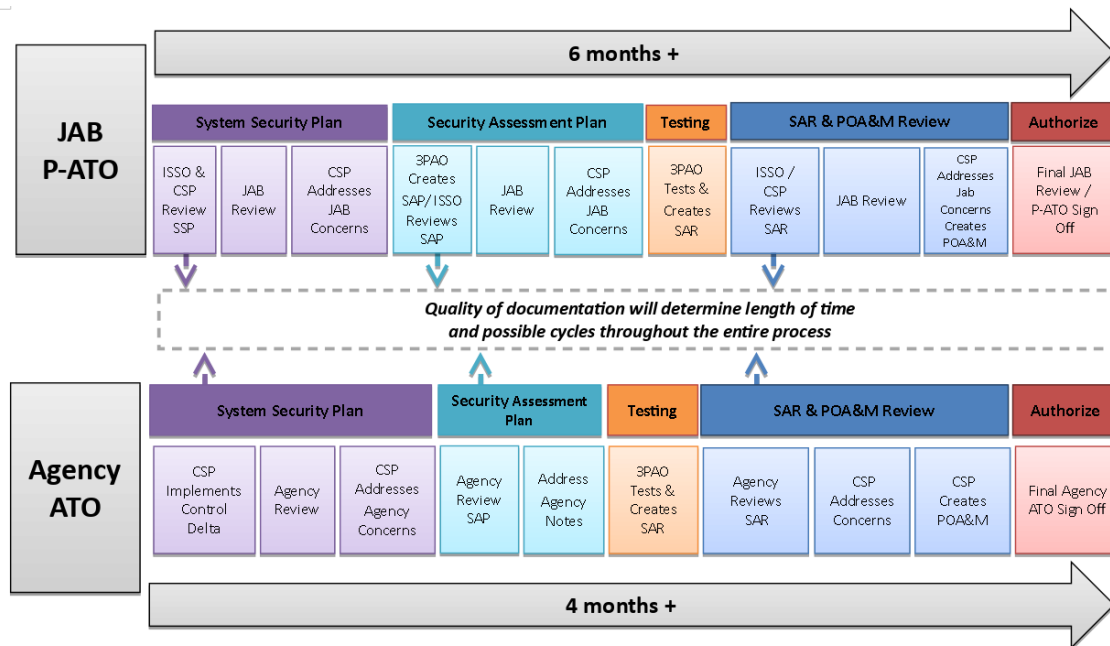 6 months +
JAB
P-ATO
System Security Plan
Security Assessment Plan
Testing
SAR & POA&M Review
Authorize
ISSO &
CSP
Review
SSP
JAB
Review
CSP
Addresses
JAB
Concerns
3PAO
Creates
SAP/ISSO
Reviews
SAP
JAB
Review
CSP
Addresses
JAB
Concerns
3PAO
Tests &
Creates
SAR
ISSO /
CSP
Reviews
SAR
JAB Review
CSP
Addresses
Jab
Concerns
Creates
POA&M
Final JAB
Review /
P-ATO Sign
Off
Quality of documentation will determine length of time
and possible cycles throughout the entire process
Agency
ATO
System Security Plan
Security Assessment
Plan
Testing
SAR & POA&M Review
Authorize
CSP
Implements
Control
Delta
Agency
Review
CSP
Addresses
Agency
Concerns
Agency
Review
SAP
Address
Agency
Notes
3PAO
Tests &
Creates
SAR
Agency
Reviews
SAR
CSP
Addresses
Concerns
CSP
Creates
POA&M
Final Agency
ATO Sign Off
4 months +